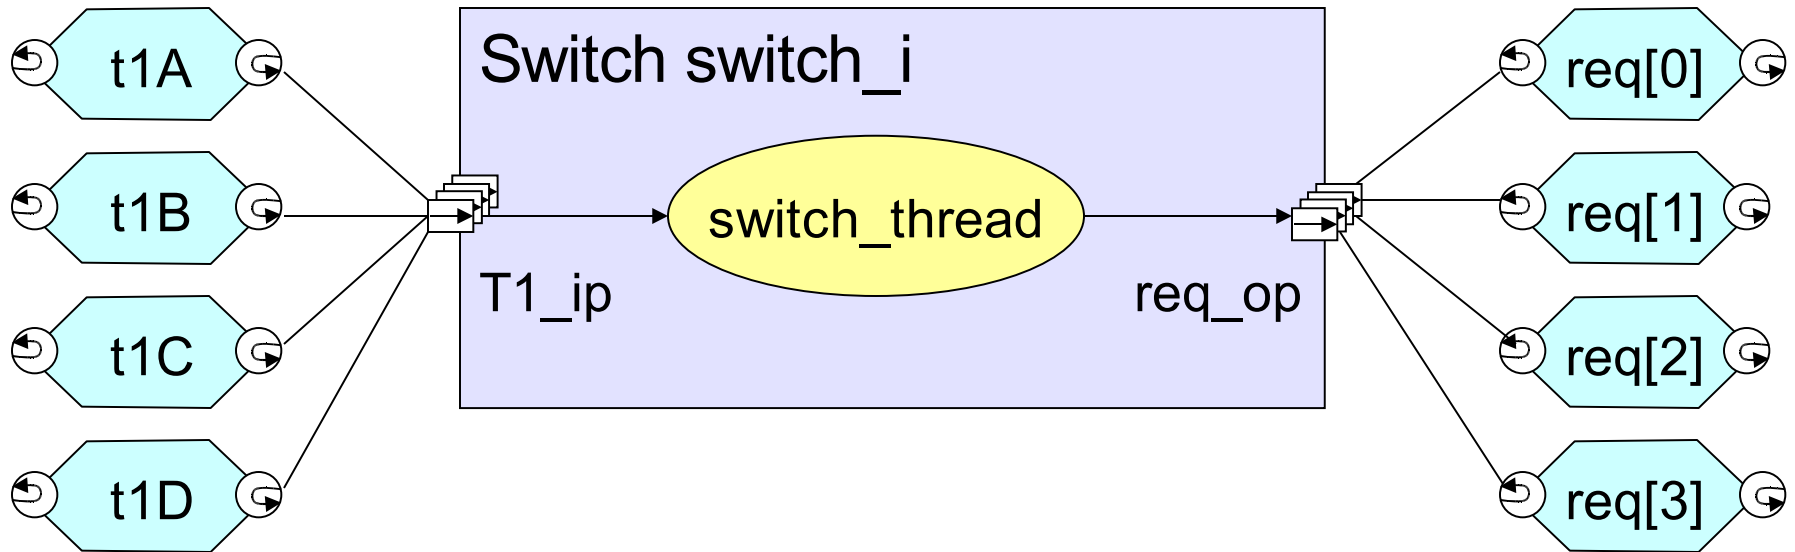 t1A
t1B
t1C
t1D
Switch switch_i
switch_thread
T1_ip
req_op
req[0]
req[1]
req[2]
req[3]